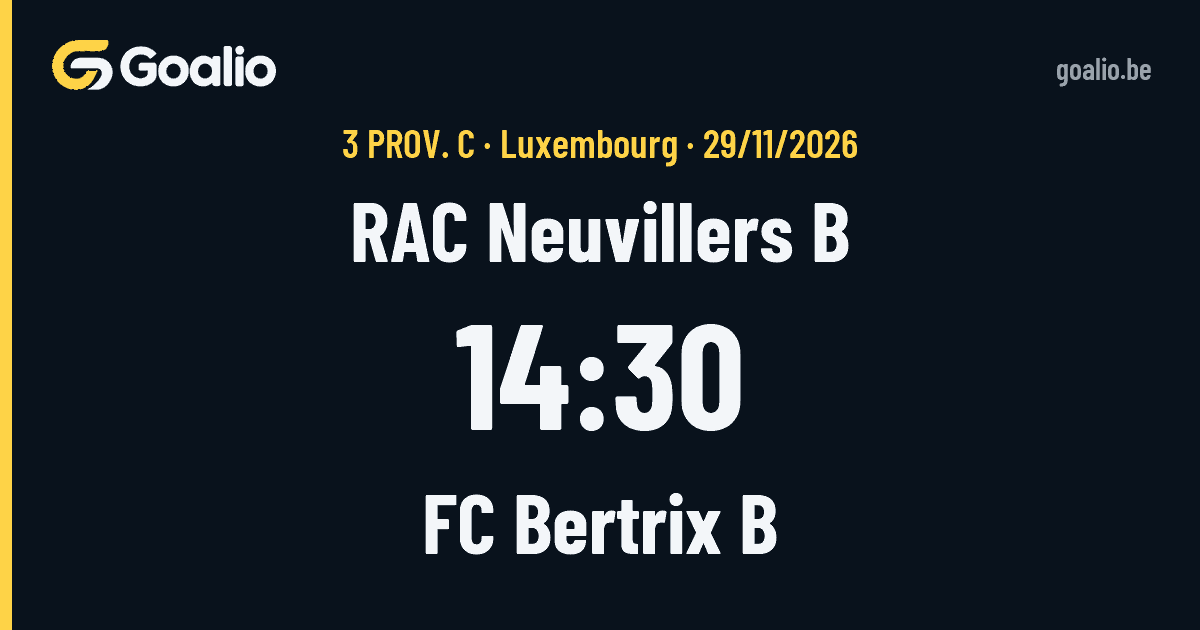 Goalio
goalio.be
3 PROV. C · Luxembourg · 29/11/2026
RAC Neuvillers B
14:30
FC Bertrix B